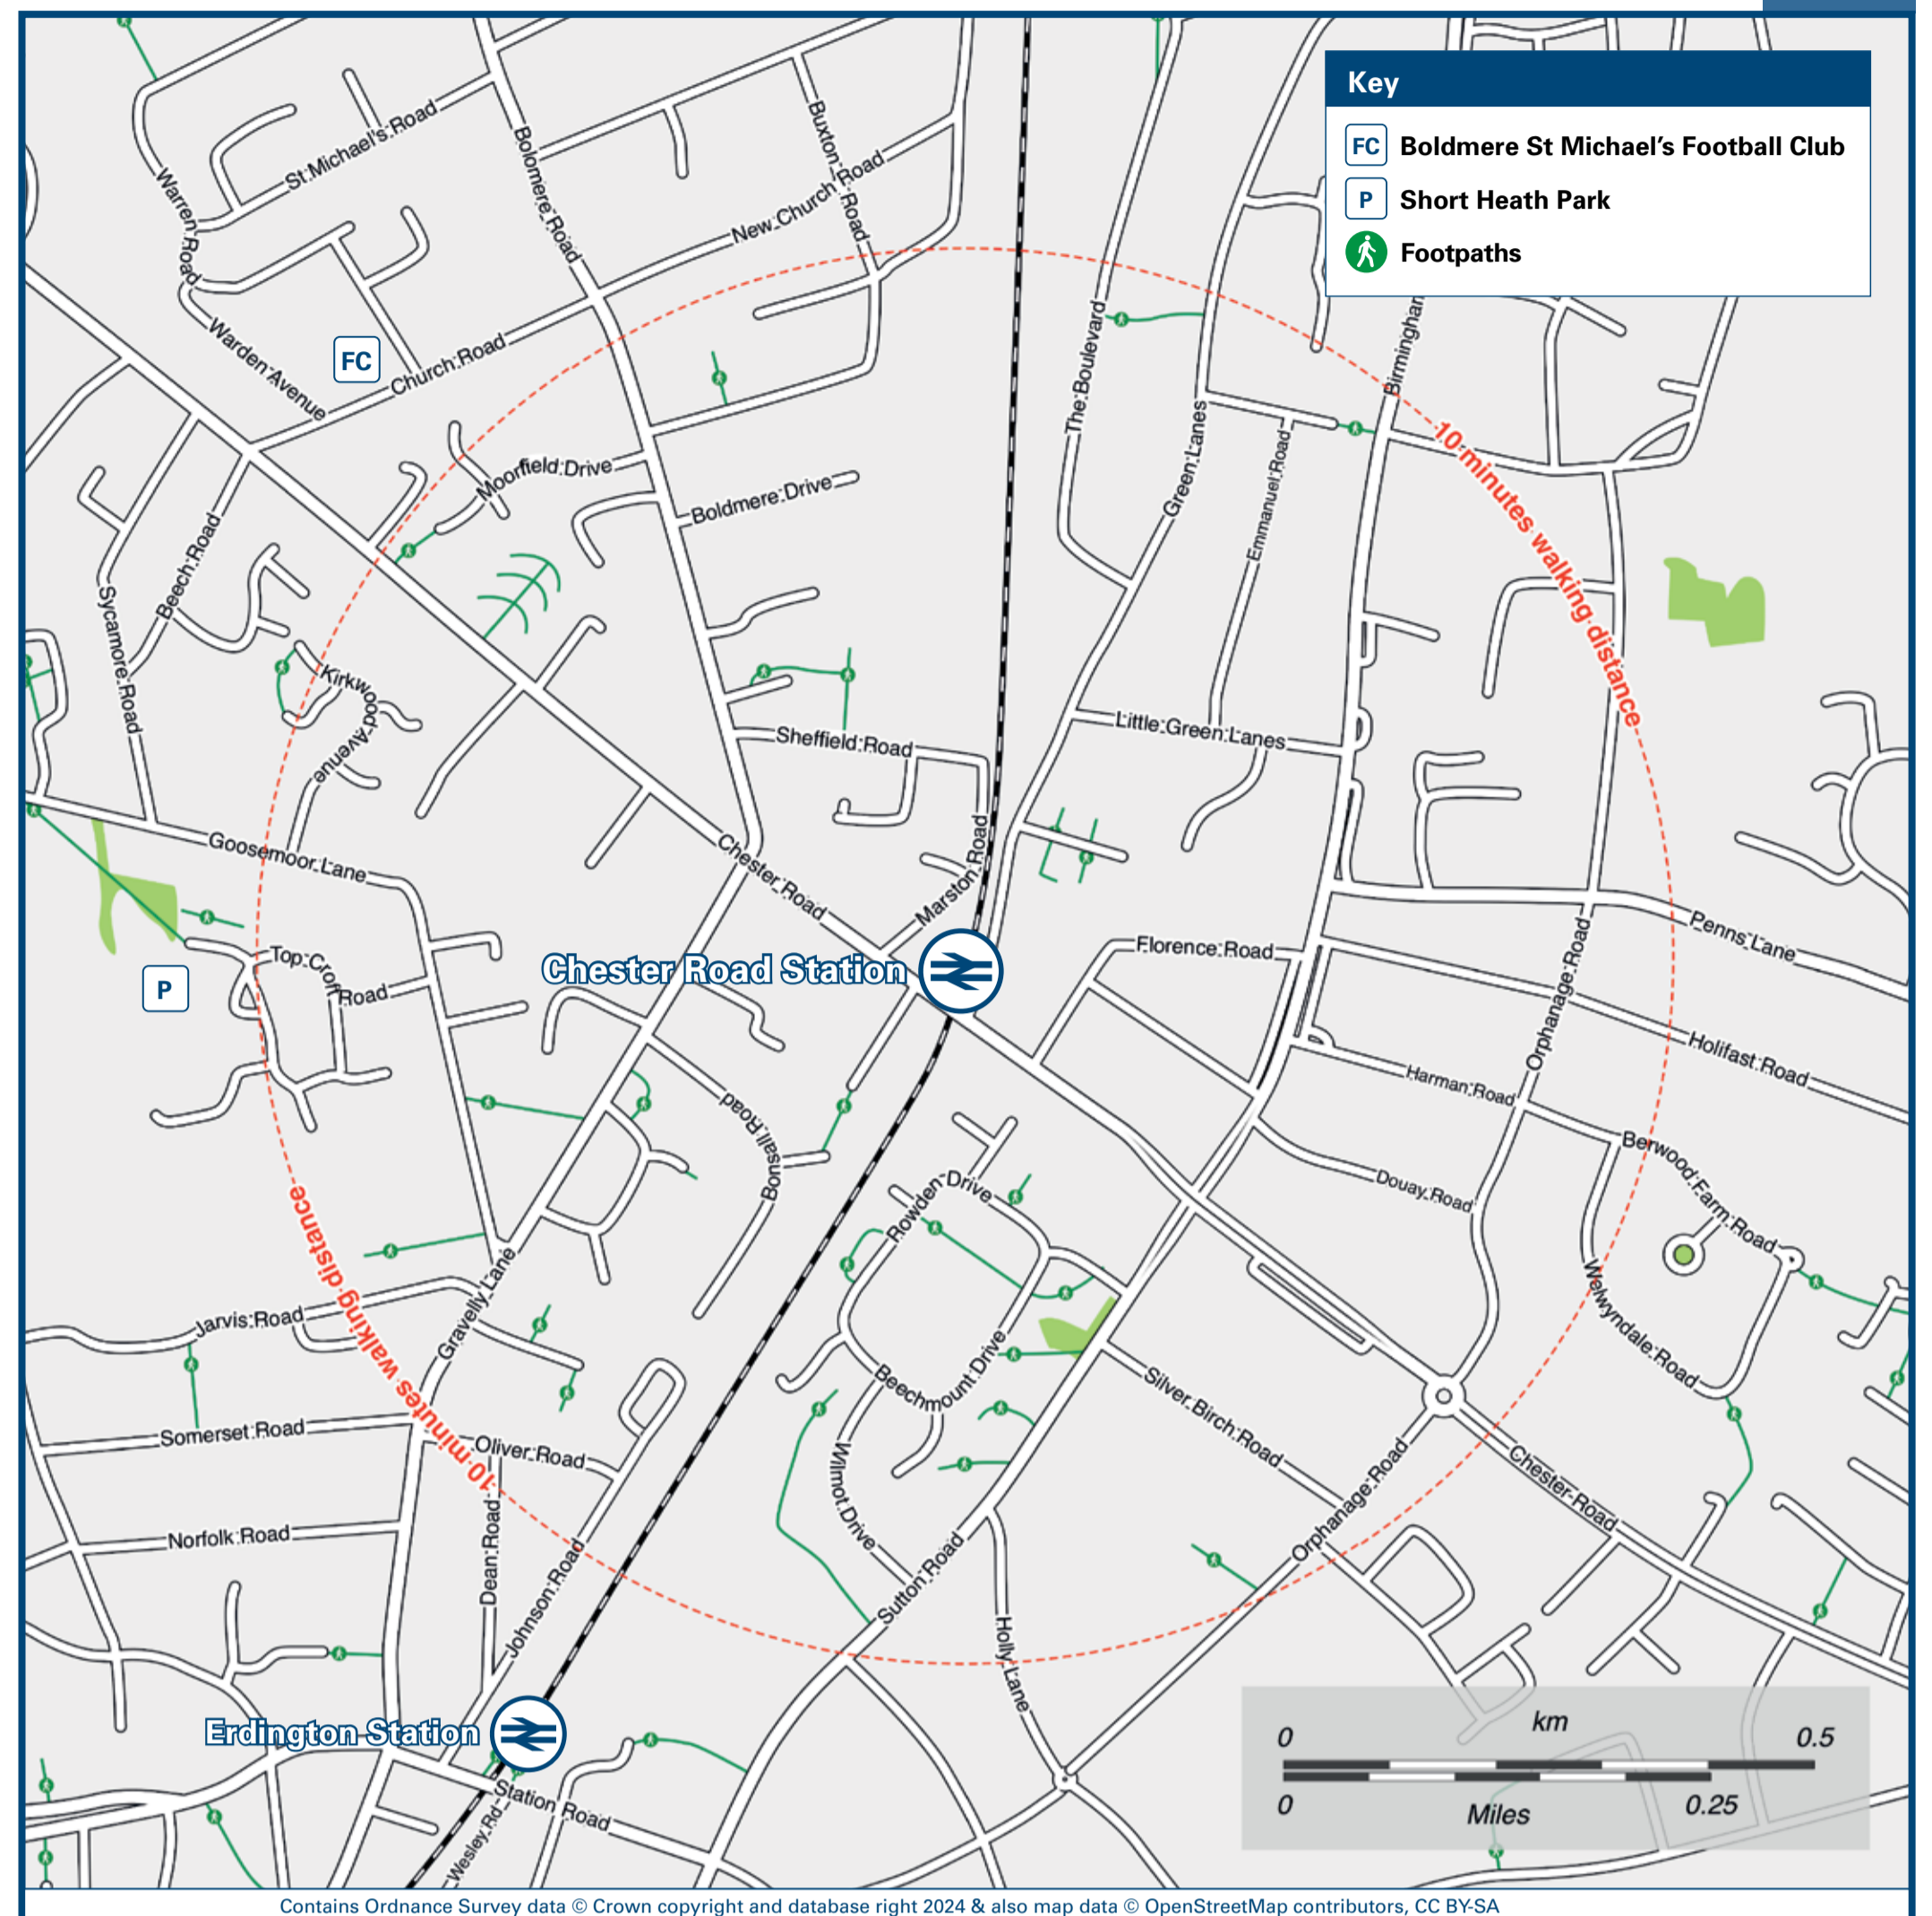 Key
FC Boldmere St Michael's Football Club
P Short Heath Park
Footpaths
St Michael's Road
Bolomere Road
Buxton Road
New Church Road
Warren Road
Warden Avenue
FC
Church Road
The Boulevard
Birmingham
Green Lanes
Emmanuel Road
10 minutes walking distance
Moorfield Drive
Boldmere Drive
Beech Road
Sycamore Road
Kirkwood Avenue
Sheffield Road
Little Green Lanes
Goosemoor Lane
Chester Road
Marston Road
Penns Lane
Florence Road
Orphanage Road
Top Croft Road
P
Chester Road Station
Holifast Road
Harman Road
Bonsall Road
Berwood Farm Road
Douay Road
Rowden Drive
10 minutes walking distance
Gravelly Lane
Jarvis Road
Welwyndale Road
Beechmount Drive
Silver Birch Road
Somerset Road
Oliver Road
Wilmot Drive
Orphanage Road
Chester Road
Norfolk Road
Dean Road
Johnson Road
Sutton Road
Holly Lane
Erdington Station
Station Road
Wesley Rd
km
0 0.5
0 0.25
Miles
Contains Ordnance Survey data © Crown copyright and database right 2024 & also map data © OpenStreetMap contributors, CC BY-SA